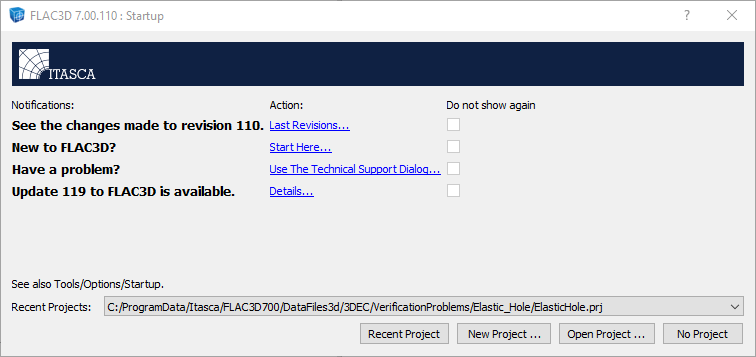 FLAC3D 7.00.110 : Startup
ITASCA
Notifications: Action: Do not show again
See the changes made to revision 110. Last Revisions...
New to FLAC3D? Start Here...
Have a problem? Use The Technical Support Dialog...
Update 119 to FLAC3D is available. Details...
See also Tools/Options/Startup.
Recent Projects: C:/ProgramData/Itasca/FLAC3D700/DataFiles3d/3DEC/VerificationProblems/Elastic_Hole/ElasticHole.prj
Recent Project New Project ... Open Project ... No Project